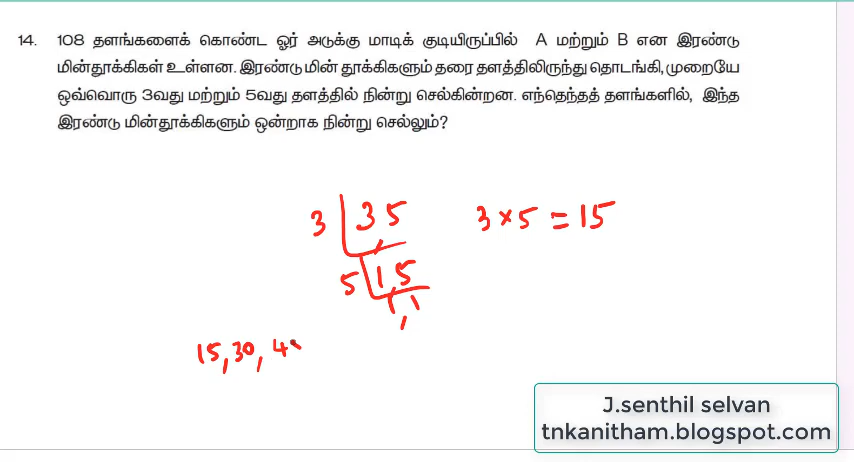 14. 108 தளங்களைக் கொண்ட ஓர் அடுக்கு மாடிக் குடியிருப்பில் A மற்றும் B என இரண்டு
மின்தூக்கிகள் உள்ளன. இரண்டு மின் தூக்கிகளும் தரை தளத்திலிருந்து தொடங்கி, முறையே
ஒவ்வொரு 3வது மற்றும் 5வது தளத்தில் நின்று செல்கின்றன. எந்தெந்தத் தளங்களில், இந்த
இரண்டு மின்தூக்கிகளும் ஒன்றாக நின்று செல்லும்?
3 | 3 5 3 × 5 = 15
5 | 1, 5
1, 1
15, 30, 4
J.senthil selvan
tnkanitham.blogspot.com